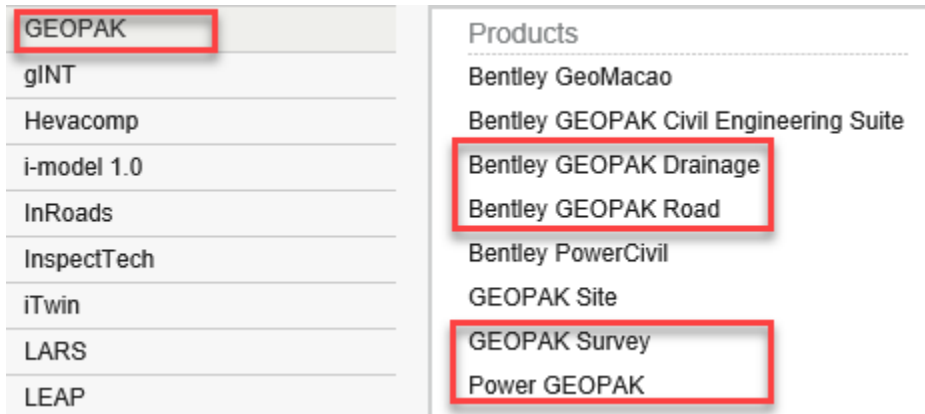 GEOPAK
gINT
Hevacomp
i-model 1.0
InRoads
InspectTech
iTwin
LARS
LEAP
Products
Bentley GeoMacao
Bentley GEOPAK Civil Engineering Suite
Bentley GEOPAK Drainage
Bentley GEOPAK Road
Bentley PowerCivil
GEOPAK Site
GEOPAK Survey
Power GEOPAK